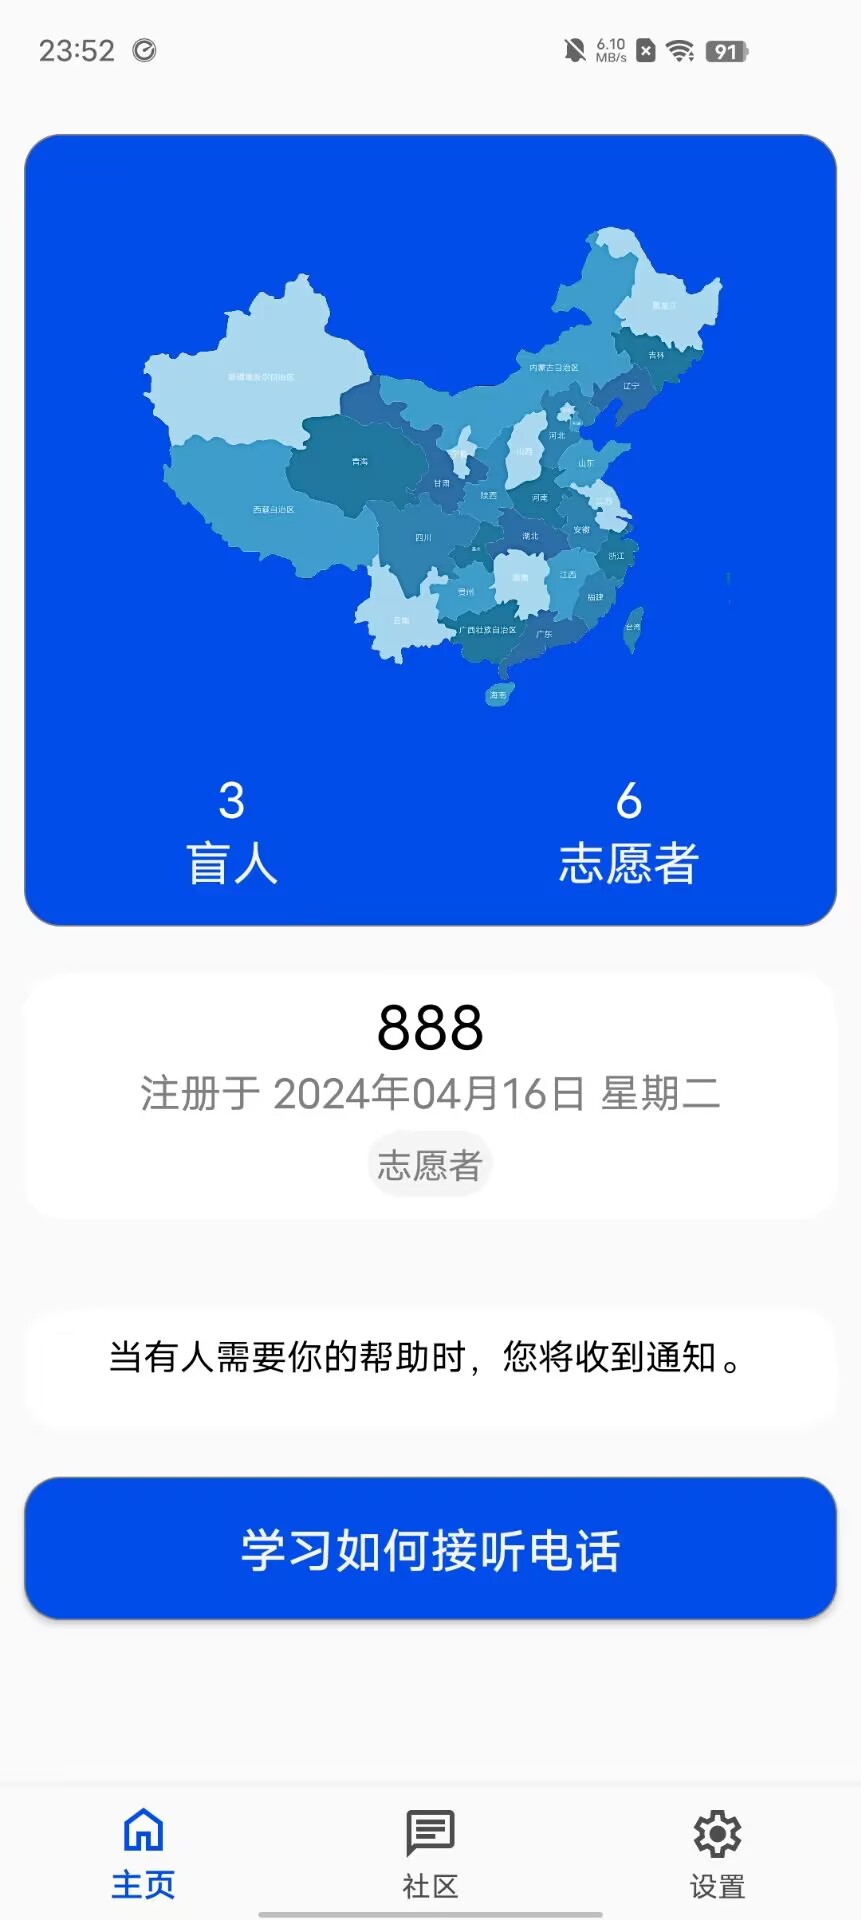 23:52
6.10
MB/s
91
黑龙江
吉林
辽宁
内蒙古自治区
新疆维吾尔自治区
河北
山西
山东
宁夏
青海
甘肃
陕西
河南
江苏
西藏自治区
四川
湖北
安徽
浙江
湖南
江西
贵州
福建
云南
广西壮族自治区
广东
台湾
海南
3
盲人
6
志愿者
888
注册于 2024年04月16日 星期二
志愿者
当有人需要你的帮助时，您将收到通知。
学习如何接听电话
主页
社区
设置